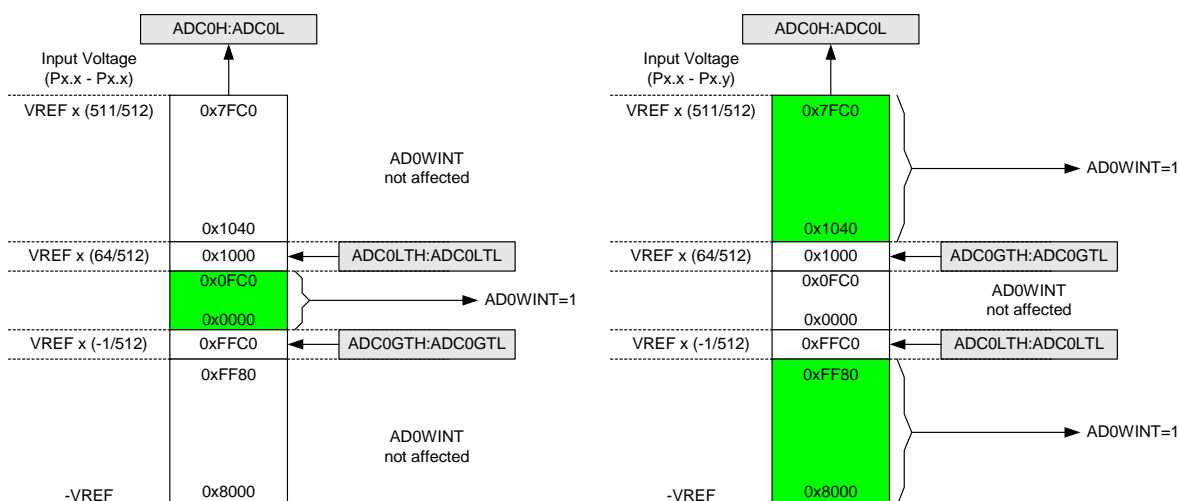 ADC0H:ADC0L
Input Voltage
(Px.x - Px.x)
VREF x (511/512)
0x7FC0
AD0WINT
not affected
0x1040
VREF x (64/512)
0x1000
ADC0LTH:ADC0LTL
0x0FC0
AD0WINT=1
0x0000
VREF x (-1/512)
0xFFC0
ADC0GTH:ADC0GTL
0xFF80
AD0WINT
not affected
-VREF
0x8000
ADC0H:ADC0L
Input Voltage
(Px.x - Px.y)
VREF x (511/512)
0x7FC0
AD0WINT=1
0x1040
VREF x (64/512)
0x1000
ADC0GTH:ADC0GTL
0x0FC0
AD0WINT
not affected
0x0000
VREF x (-1/512)
0xFFC0
ADC0LTH:ADC0LTL
0xFF80
AD0WINT=1
-VREF
0x8000